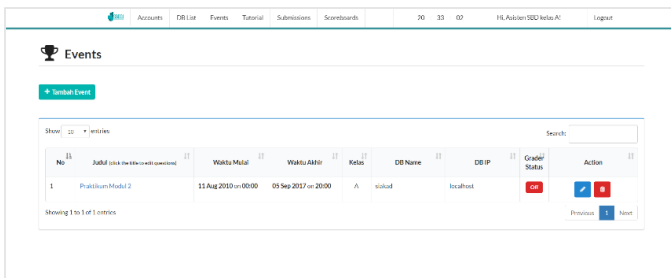 Accounts DB List Events Tutorial Submissions Scoreboards 20 33 02 Hi, Asisten SBD kelas A! Logout
Events
+ Tambah Event
Show 10 entries Search:
No Judul (click the title to edit questions) Waktu Mulai Waktu Akhir Kelas DB Name DB IP Grader Status Action
1 Praktikum Modul 2 11 Aug 2010 on 00:00 05 Sep 2017 on 20:00 A siakad localhost Off
Showing 1 to 1 of 1 entries Previous 1 Next